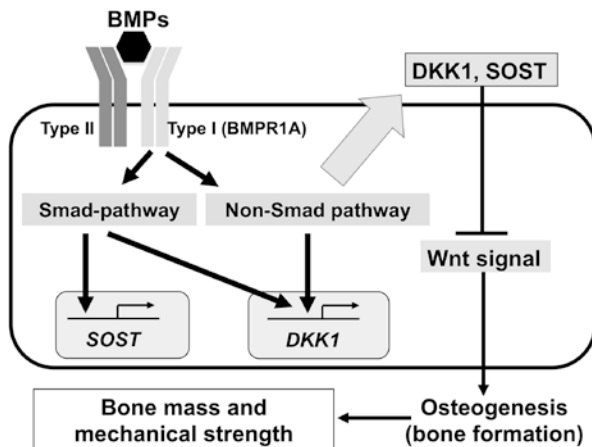 BMPs
DKK1, SOST
Type II
Type I (BMPR1A)
Smad-pathway
Non-Smad pathway
Wnt signal
SOST
DKK1
Bone mass and
mechanical strength
Osteogenesis
(bone formation)